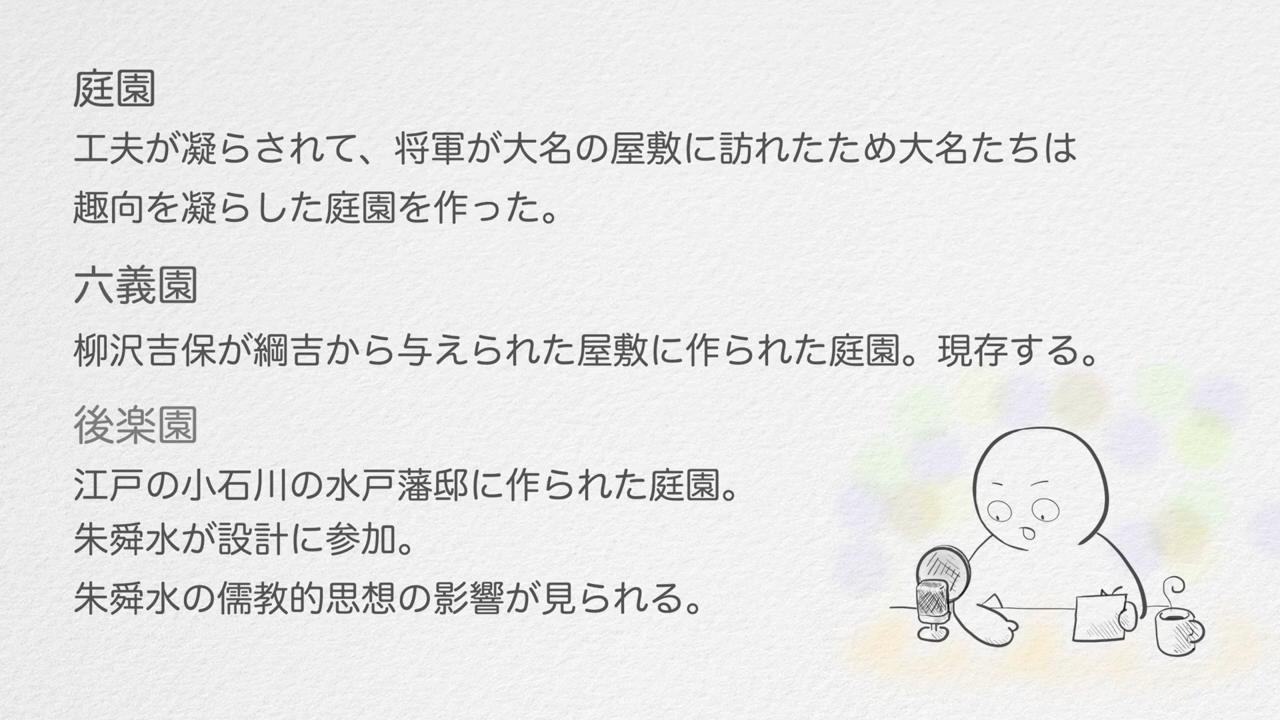 庭園
工夫が凝らされて、将軍が大名の屋敷に訪れたため大名たちは
趣向を凝らした庭園を作った。
六義園
柳沢吉保が綱吉から与えられた屋敷に作られた庭園。現存する。
後楽園
江戸の小石川の水戸藩邸に作られた庭園。
朱舜水が設計に参加。
朱舜水の儒教的思想の影響が見られる。